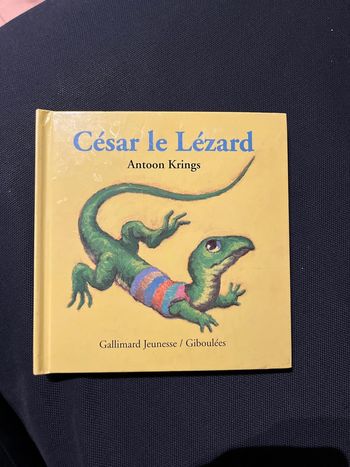 César le Lézard
Antoon Krings
Gallimard Jeunesse / Giboulées